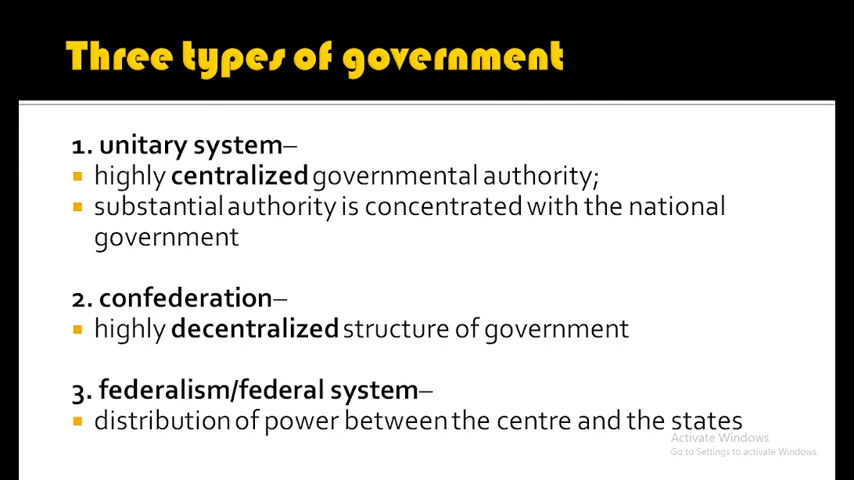 Three types of government
1. unitary system–
highly centralized governmental authority;
substantial authority is concentrated with the national
government
2. confederation–
highly decentralized structure of government
3. federalism/federal system–
distribution of power between the centre and the states
Activate Windows
Go to Settings to activate Windows.